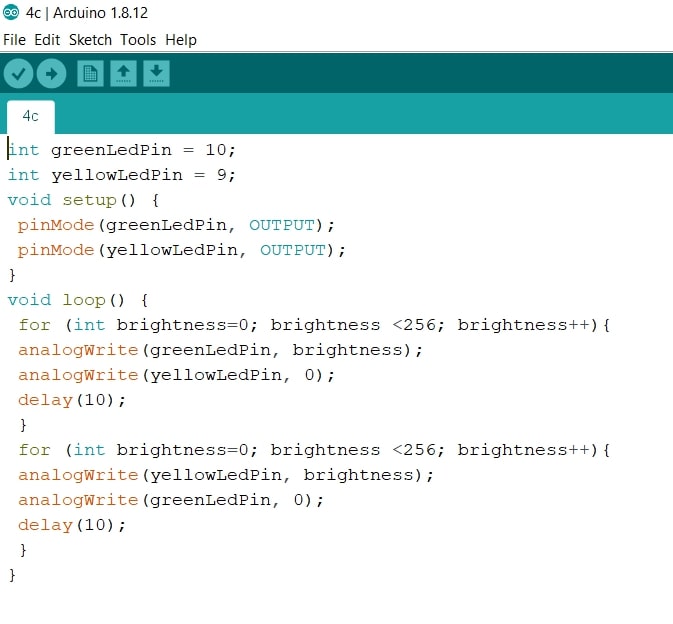 4c | Arduino 1.8.12
File Edit Sketch Tools Help
4c
int greenLedPin = 10;
int yellowLedPin = 9;
void setup() {
 pinMode(greenLedPin, OUTPUT);
 pinMode(yellowLedPin, OUTPUT);
}
void loop() {
 for (int brightness=0; brightness <256; brightness++){
 analogWrite(greenLedPin, brightness);
 analogWrite(yellowLedPin, 0);
 delay(10);
 }
 for (int brightness=0; brightness <256; brightness++){
 analogWrite(yellowLedPin, brightness);
 analogWrite(greenLedPin, 0);
 delay(10);
 }
}